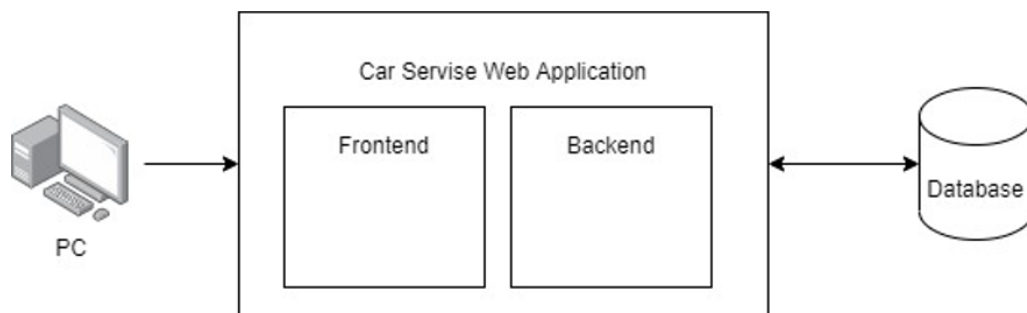 Car Servise Web Application
Frontend
Backend
PC
Database